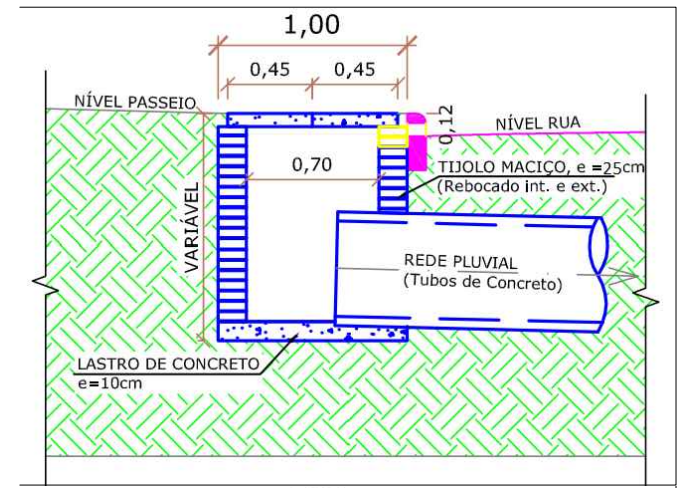 1,00
0,45
0,45
NÍVEL PASSEIO
0,12
NÍVEL RUA
0,70
TIJOLO MACIÇO, e =25cm
(Rebocado int. e ext.)
VARIÁVEL
REDE PLUVIAL
(Tubos de Concreto)
LASTRO DE CONCRETO
e=10cm